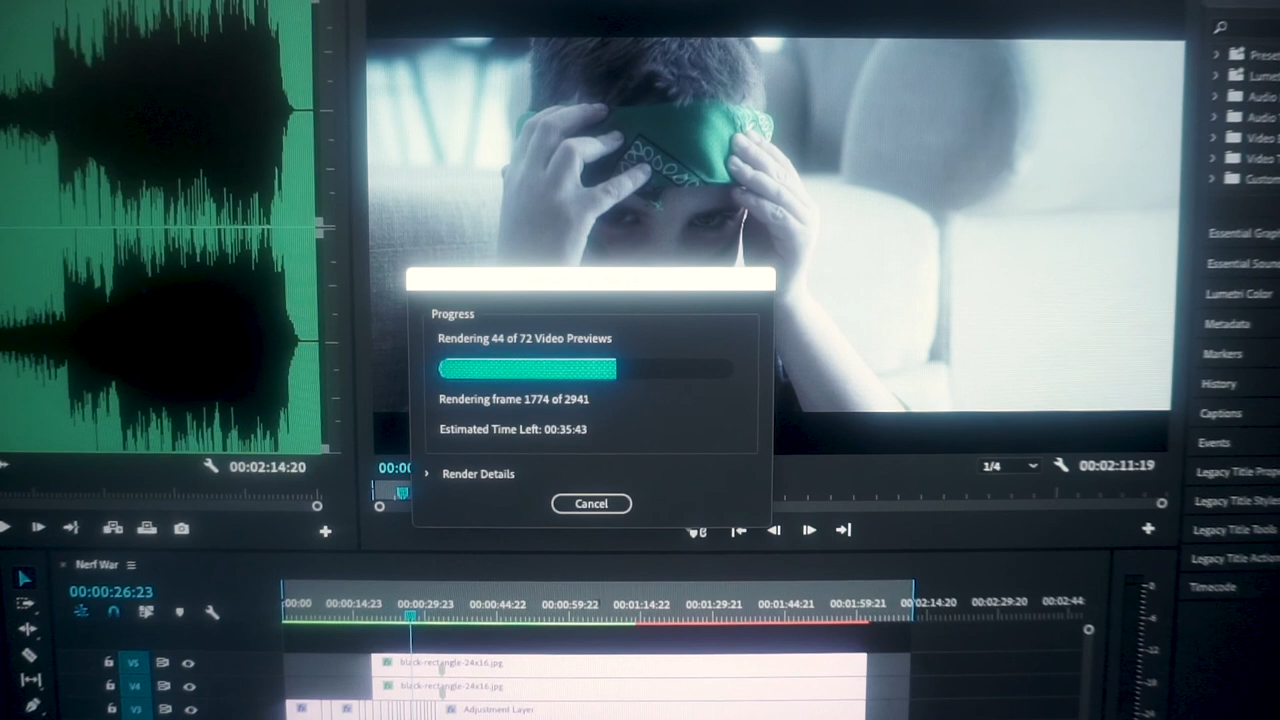 Progress
Rendering 44 of 72 Video Previews
Rendering frame 1774 of 2941
Estimated Time Left: 00:35:43
Render Details
Cancel
00:02:14:20
1/4
00:02:11:19
Audio
Audio
Video
Video
Essential
Essential
Lumetri Color
Metadata
Markers
History
Captions
Events
Legacy Title
Legacy Title
Legacy Title Tools
Legacy Title
Timecode
Nerf War
00:00:26:23
:00:00 00:00:14:23 00:00:29:23 00:00:44:22 00:00:59:22 00:01:14:22 00:01:29:21 00:01:44:21 00:01:59:21 00:02:14:20 00:02:29:20 00:02:44:
V5 black-rectangle-24x16.jpg
V4 black-rectangle-24x16.jpg
V3 Adjustment Layer